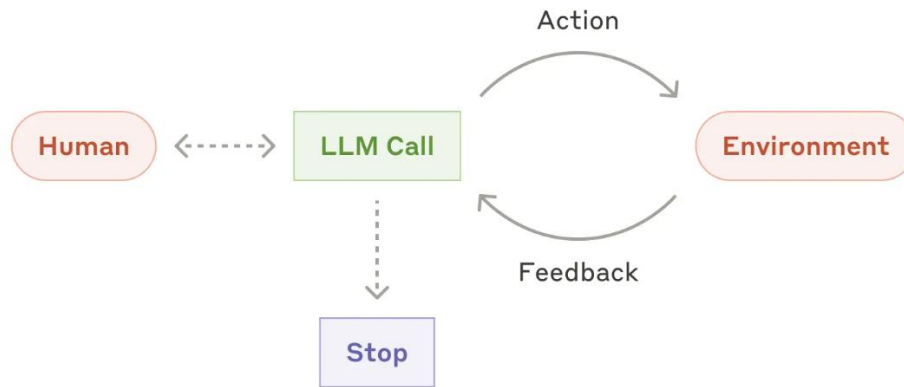 Action
Human
LLM Call
Environment
Feedback
Stop